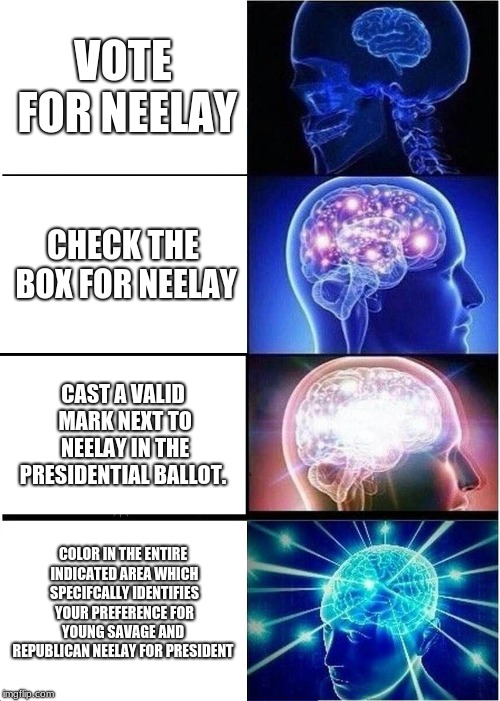 VOTE
FOR NEELAY
CHECK THE
BOX FOR NEELAY
CAST A VALID
MARK NEXT TO
NEELAY IN THE
PRESIDENTIAL BALLOT.
COLOR IN THE ENTIRE
INDICATED AREA WHICH
SPECIFCALLY IDENTIFIES
YOUR PREFERENCE FOR
YOUNG SAVAGE AND
REPUBLICAN NEELAY FOR PRESIDENT
imgflip.com